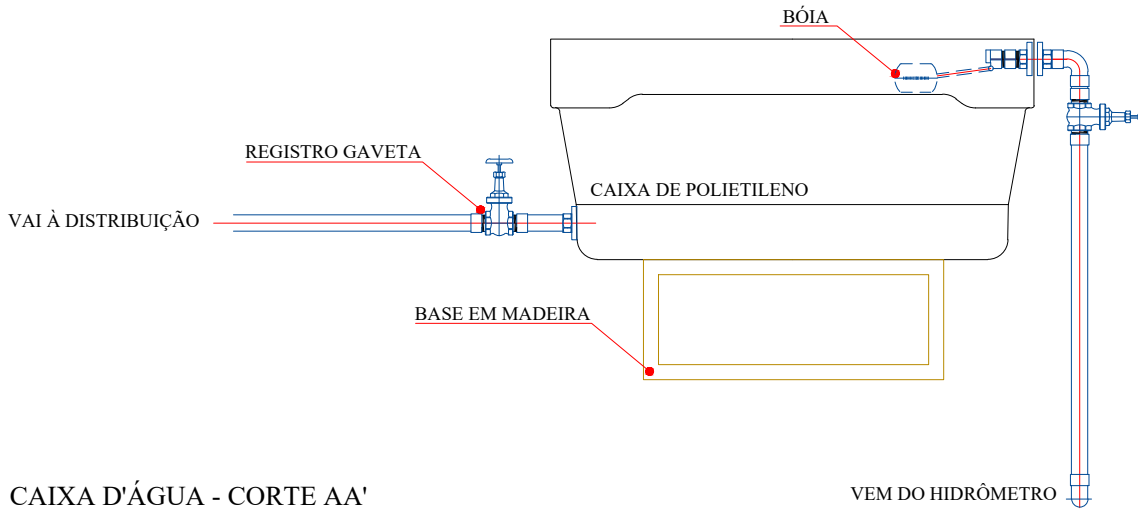 BÓIA
REGISTRO GAVETA
CAIXA DE POLIETILENO
VAI À DISTRIBUIÇÃO
BASE EM MADEIRA
CAIXA D'ÁGUA - CORTE AA'
VEM DO HIDRÔMETRO